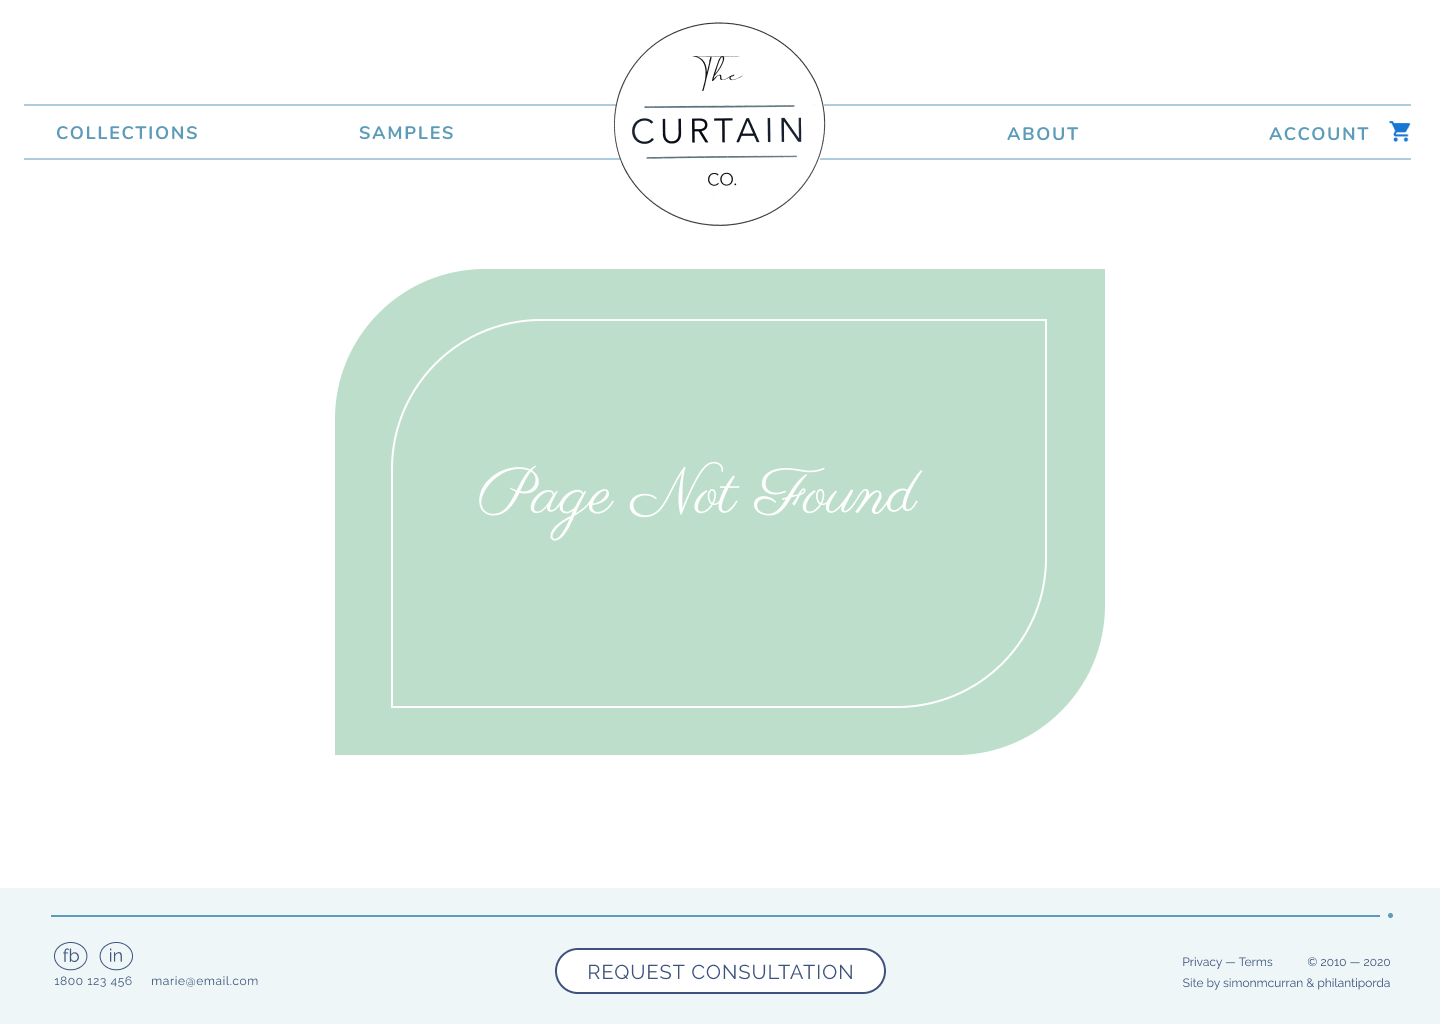 The
CURTAIN
CO.
COLLECTIONS SAMPLES ABOUT ACCOUNT
Page Not Found
fb in
1800 123 456 marie@email.com
REQUEST CONSULTATION
Privacy — Terms © 2010 — 2020
Site by simonmcurran & philantiporda